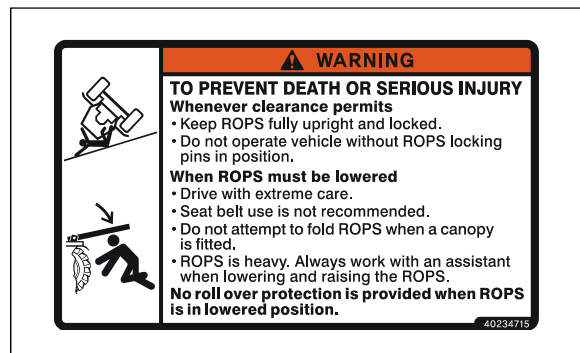 WARNING
TO PREVENT DEATH OR SERIOUS INJURY
Whenever clearance permits
• Keep ROPS fully upright and locked.
• Do not operate vehicle without ROPS locking
pins in position.
When ROPS must be lowered
• Drive with extreme care.
• Seat belt use is not recommended.
• Do not attempt to fold ROPS when a canopy
is fitted.
• ROPS is heavy. Always work with an assistant
when lowering and raising the ROPS.
No roll over protection is provided when ROPS
is in lowered position.
40234715